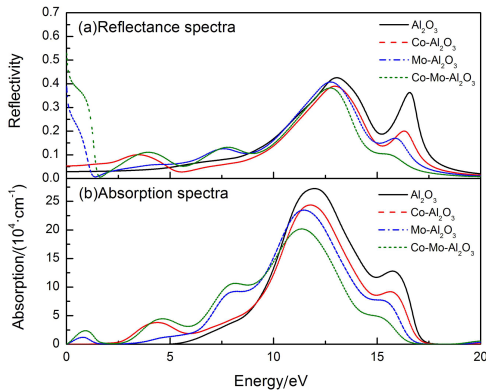 (a)Reflectance spectra
Al₂O₃
Co-Al₂O₃
Mo-Al₂O₃
Co-Mo-Al₂O₃
Reflectivity
0.7
0.6
0.5
0.4
0.3
0.2
0.1
0.0
(b)Absorption spectra
Al₂O₃
Co-Al₂O₃
Mo-Al₂O₃
Co-Mo-Al₂O₃
Absorption/(10⁴·cm⁻¹)
25
20
15
10
5
0
0 5 10 15 20
Energy/eV